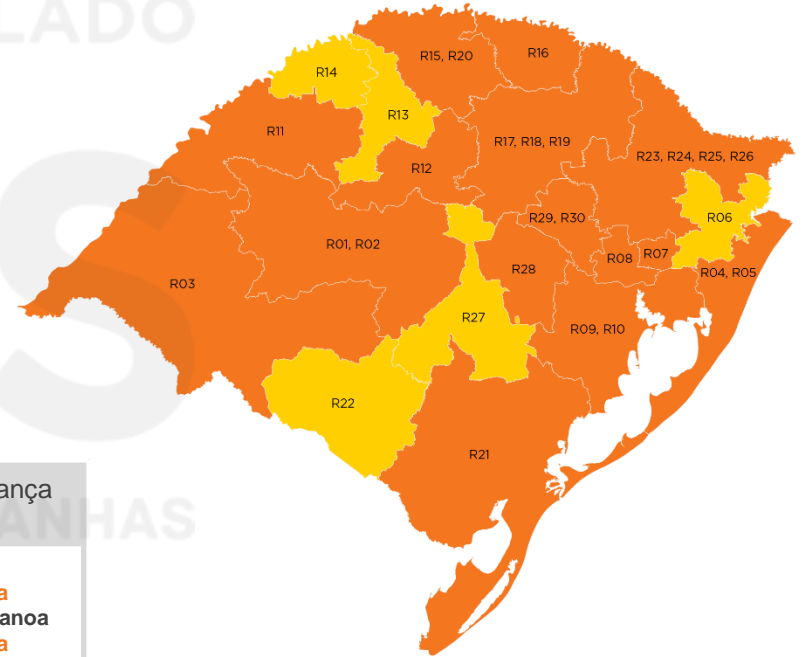 LADO
R15, R20
R16
R14
R13
R11
R17, R18, R19
R12
R23, R24, R25, R26
R29, R30
R06
R01, R02
R08
R07
R28
R04, R05
R03
R27
R09, R10
R22
R21
ança
ANHAS
a
anoa
a